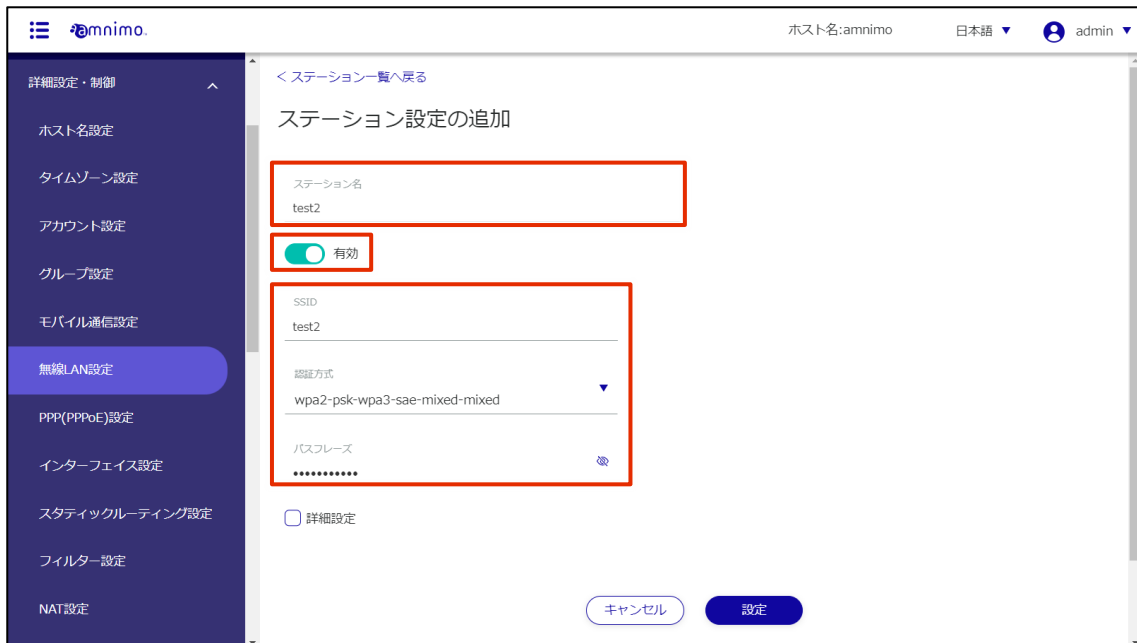 amnimo.
ホスト名:amnimo
日本語 ▼
admin ▼
詳細設定・制御
ホスト名設定
タイムゾーン設定
アカウント設定
グループ設定
モバイル通信設定
無線LAN設定
PPP(PPPoE)設定
インターフェイス設定
スタティックルーティング設定
フィルター設定
NAT設定
< ステーション一覧へ戻る
ステーション設定の追加
ステーション名
test2
有効
SSID
test2
認証方式
wpa2-psk-wpa3-sae-mixed-mixed
パスフレーズ
•••••••••••
詳細設定
キャンセル
設定